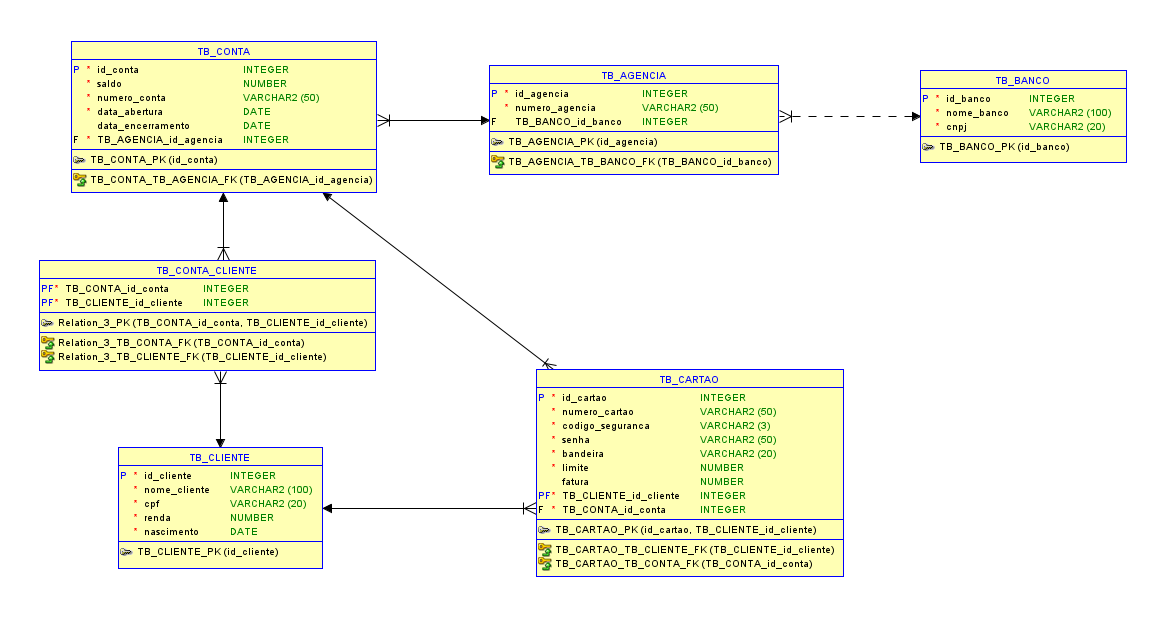 TB_CONTA
P * id_conta INTEGER
* saldo NUMBER
* numero_conta VARCHAR2 (50)
* data_abertura DATE
data_encerramento DATE
F * TB_AGENCIA_id_agencia INTEGER
TB_CONTA_PK (id_conta)
TB_CONTA_TB_AGENCIA_FK (TB_AGENCIA_id_agencia)
TB_AGENCIA
P * id_agencia INTEGER
* numero_agencia VARCHAR2 (50)
F TB_BANCO_id_banco INTEGER
TB_AGENCIA_PK (id_agencia)
TB_AGENCIA_TB_BANCO_FK (TB_BANCO_id_banco)
TB_BANCO
P * id_banco INTEGER
* nome_banco VARCHAR2 (100)
* cnpj VARCHAR2 (20)
TB_BANCO_PK (id_banco)
TB_CONTA_CLIENTE
PF* TB_CONTA_id_conta INTEGER
PF* TB_CLIENTE_id_cliente INTEGER
Relation_3_PK (TB_CONTA_id_conta, TB_CLIENTE_id_cliente)
Relation_3_TB_CONTA_FK (TB_CONTA_id_conta)
Relation_3_TB_CLIENTE_FK (TB_CLIENTE_id_cliente)
TB_CLIENTE
P * id_cliente INTEGER
* nome_cliente VARCHAR2 (100)
* cpf VARCHAR2 (20)
* renda NUMBER
* nascimento DATE
TB_CLIENTE_PK (id_cliente)
TB_CARTAO
P * id_cartao INTEGER
* numero_cartao VARCHAR2 (50)
* codigo_seguranca VARCHAR2 (3)
* senha VARCHAR2 (50)
* bandeira VARCHAR2 (20)
* limite NUMBER
fatura NUMBER
PF* TB_CLIENTE_id_cliente INTEGER
F * TB_CONTA_id_conta INTEGER
TB_CARTAO_PK (id_cartao, TB_CLIENTE_id_cliente)
TB_CARTAO_TB_CLIENTE_FK (TB_CLIENTE_id_cliente)
TB_CARTAO_TB_CONTA_FK (TB_CONTA_id_conta)